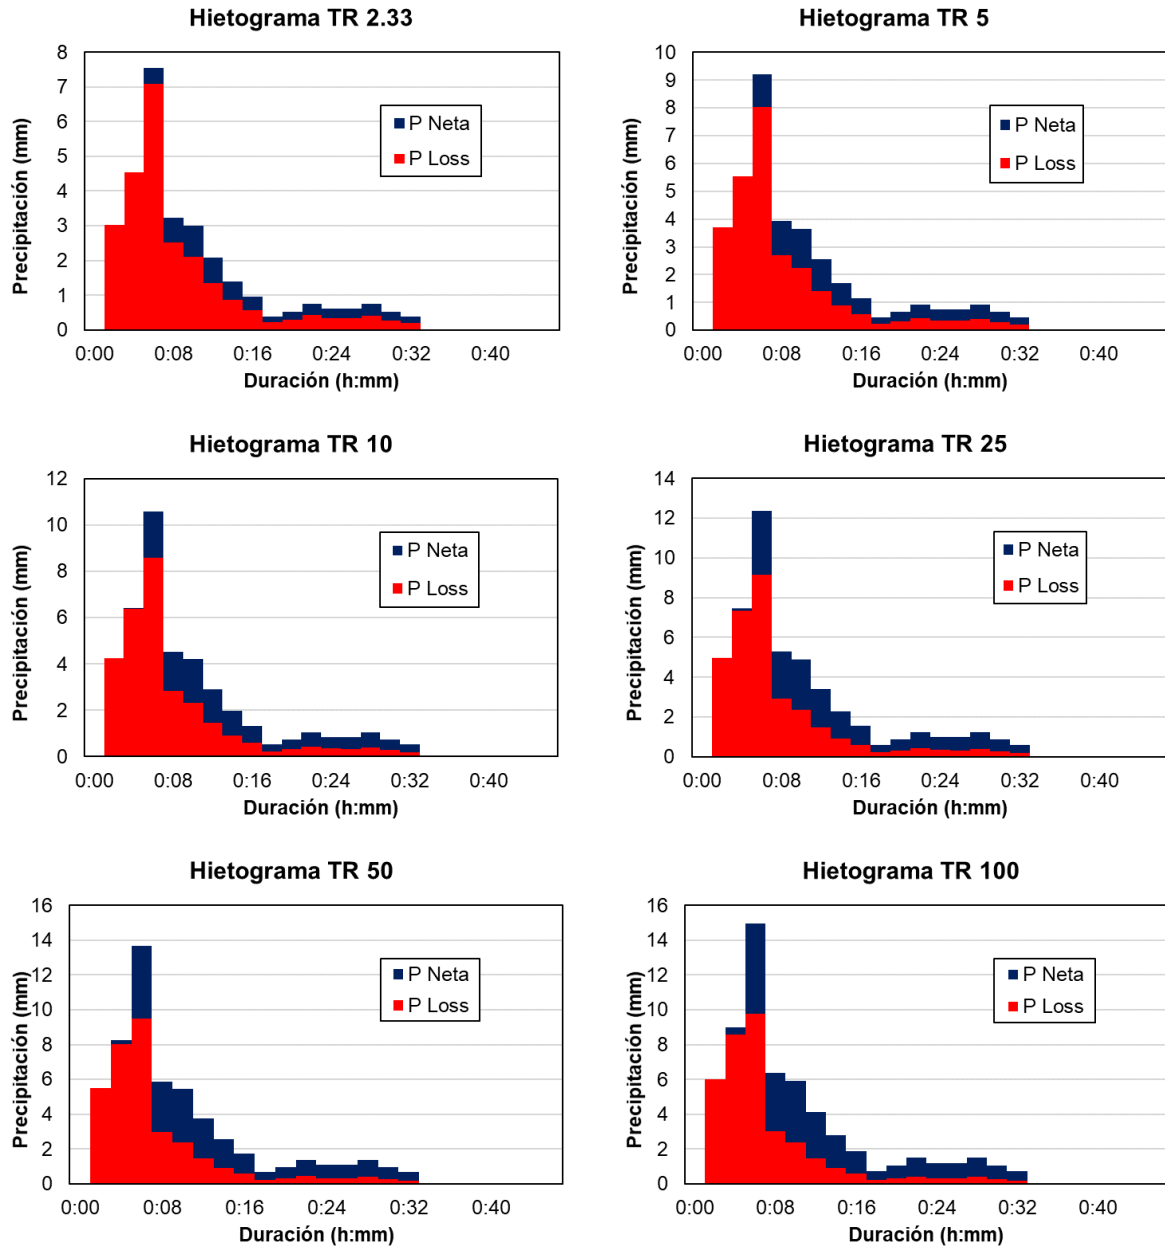 Hietograma TR 2.33
Precipitación (mm)
8
7
6
5
4
3
2
1
0
P Neta
P Loss
0:00 0:08 0:16 0:24 0:32 0:40
Duración (h:mm)
Hietograma TR 5
Precipitación (mm)
10
9
8
7
6
5
4
3
2
1
0
P Neta
P Loss
0:00 0:08 0:16 0:24 0:32 0:40
Duración (h:mm)
Hietograma TR 10
Precipitación (mm)
12
10
8
6
4
2
0
P Neta
P Loss
0:00 0:08 0:16 0:24 0:32 0:40
Duración (h:mm)
Hietograma TR 25
Precipitación (mm)
14
12
10
8
6
4
2
0
P Neta
P Loss
0:00 0:08 0:16 0:24 0:32 0:40
Duración (h:mm)
Hietograma TR 50
Precipitación (mm)
16
14
12
10
8
6
4
2
0
P Neta
P Loss
0:00 0:08 0:16 0:24 0:32 0:40
Duración (h:mm)
Hietograma TR 100
Precipitación (mm)
16
14
12
10
8
6
4
2
0
P Neta
P Loss
0:00 0:08 0:16 0:24 0:32 0:40
Duración (h:mm)